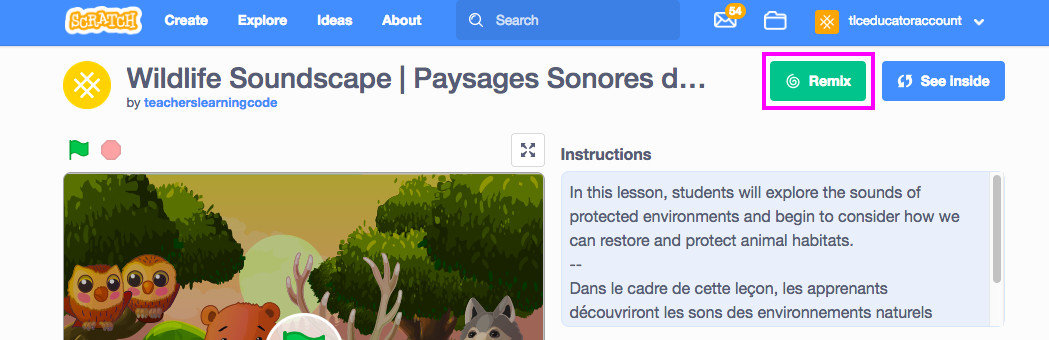 SCRATCH Create Explore Ideas About Search 54 tlceducatoraccount
Wildlife Soundscape | Paysages Sonores d...
Remix See inside
by teacherslearningcode
Instructions
In this lesson, students will explore the sounds of
protected environments and begin to consider how we
can restore and protect animal habitats.
--
Dans le cadre de cette leçon, les apprenants
découvriront les sons des environnements naturels